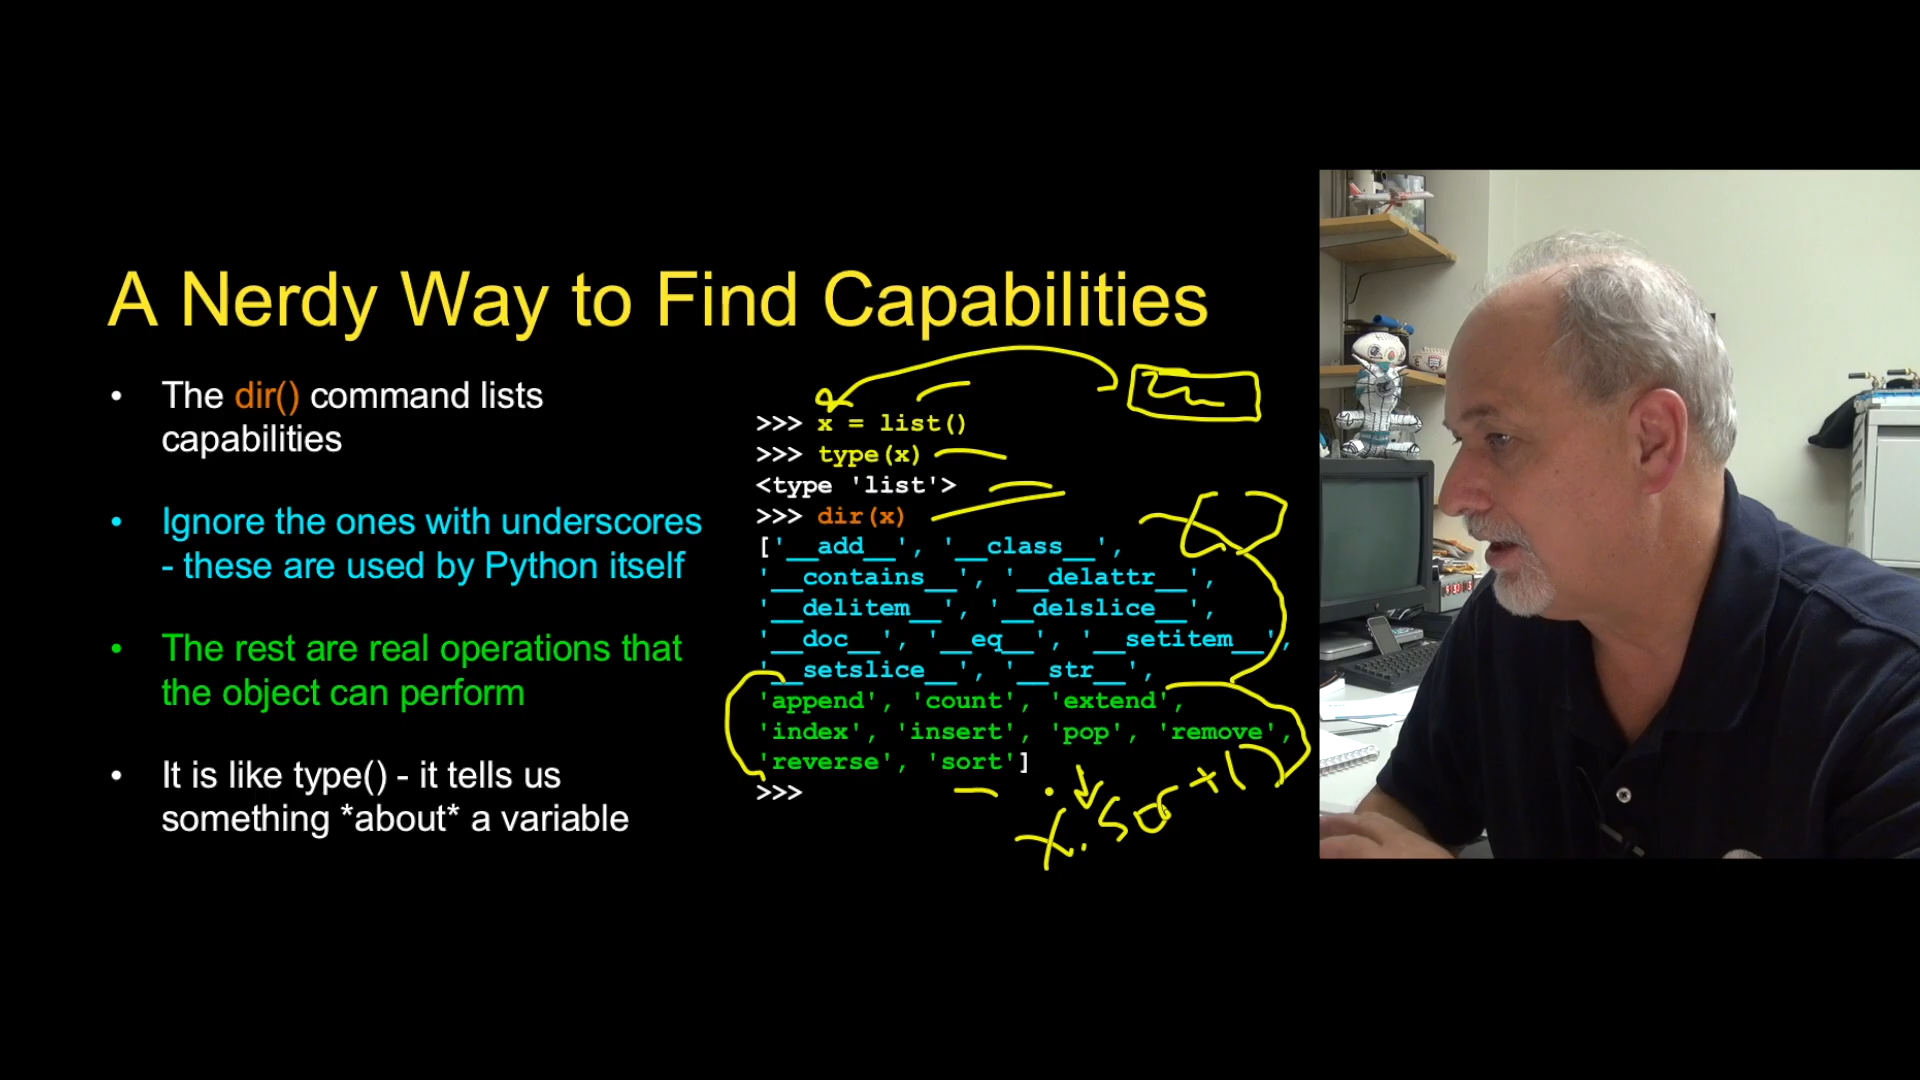 A Nerdy Way to Find Capabilities
• The dir() command lists
capabilities
• Ignore the ones with underscores
- these are used by Python itself
• The rest are real operations that
the object can perform
• It is like type() - it tells us
something *about* a variable
>>> x = list()
>>> type(x)
<type 'list'>
>>> dir(x)
['__add__', '__class__',
'__contains__', '__delattr__',
'__delitem__', '__delslice__',
'__doc__', '__eq__', '__setitem__',
'__setslice__', '__str__',
'append', 'count', 'extend',
'index', 'insert', 'pop', 'remove',
'reverse', 'sort']
>>>
x.sort()